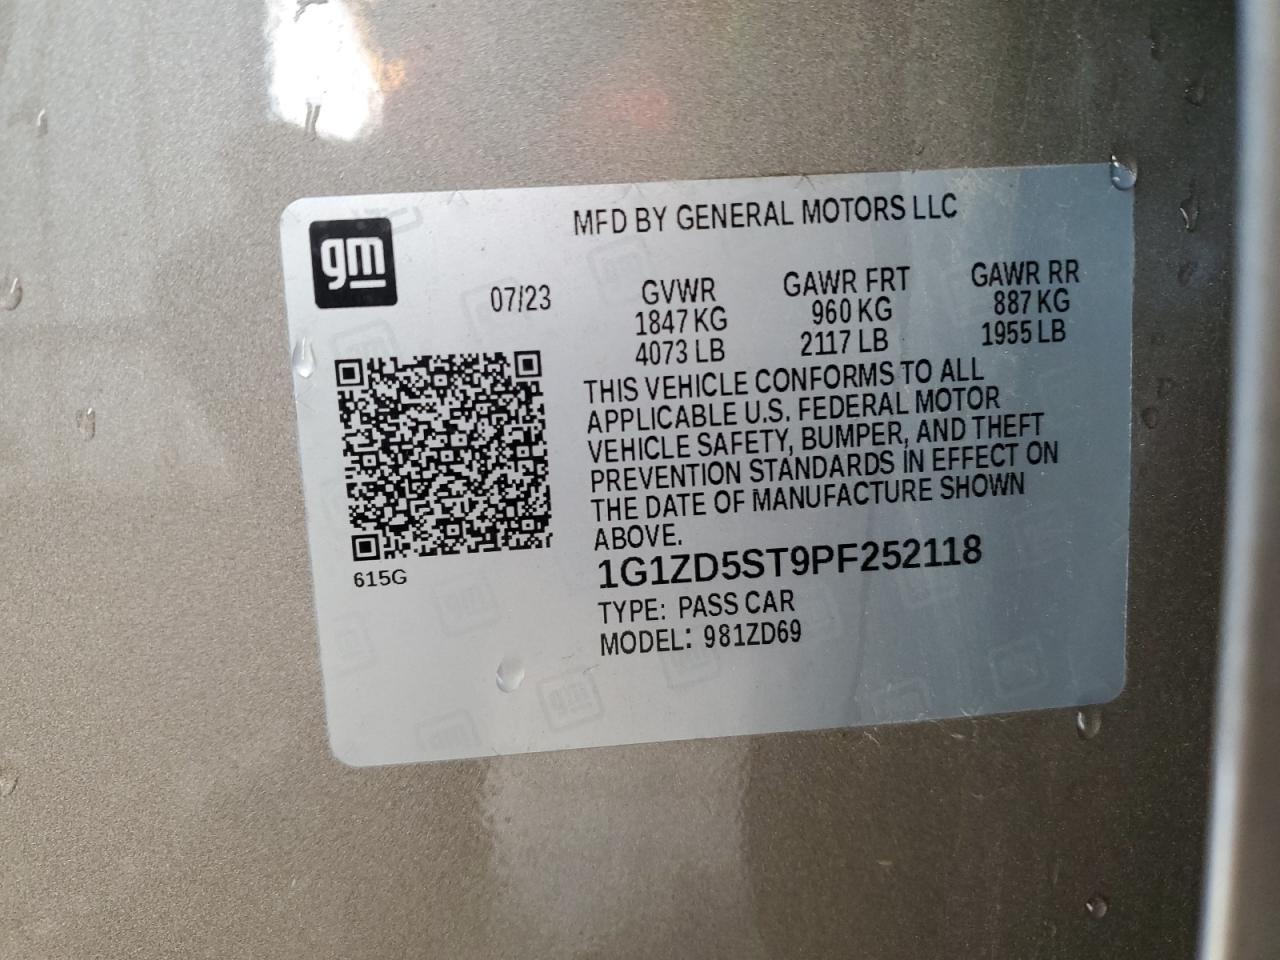 gm
MFD BY GENERAL MOTORS LLC
07/23
GVWR GAWR FRT GAWR RR
1847 KG 960 KG 887 KG
4073 LB 2117 LB 1955 LB
THIS VEHICLE CONFORMS TO ALL
APPLICABLE U.S. FEDERAL MOTOR
VEHICLE SAFETY, BUMPER, AND THEFT
PREVENTION STANDARDS IN EFFECT ON
THE DATE OF MANUFACTURE SHOWN
ABOVE.
615G
1G1ZD5ST9PF252118
TYPE: PASS CAR
MODEL: 981ZD69